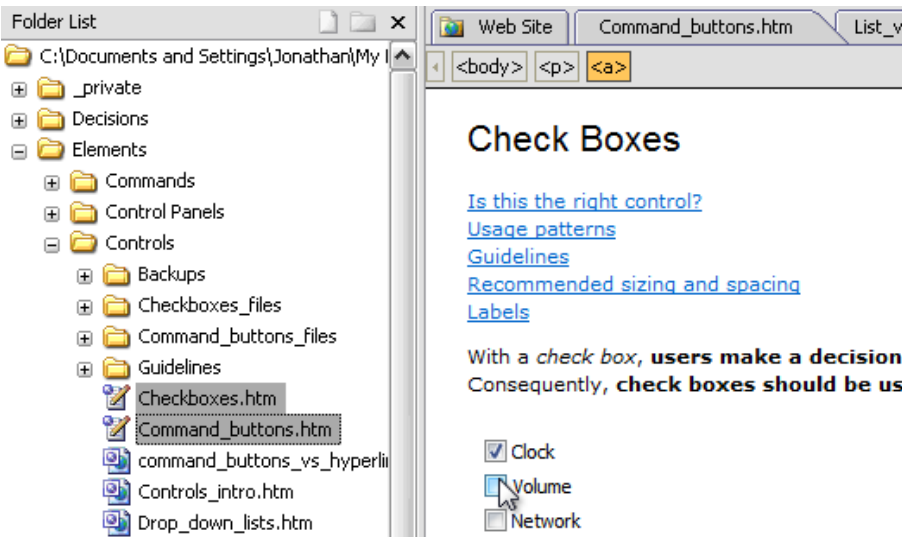 Folder List
C:\Documents and Settings\Jonathan\My
_private
Decisions
Elements
Commands
Control Panels
Controls
Backups
Checkboxes_files
Command_buttons_files
Guidelines
Checkboxes.htm
Command_buttons.htm
command_buttons_vs_hyperli
Controls_intro.htm
Drop_down_lists.htm
Web Site Command_buttons.htm List_v
<body> <p> <a>
Check Boxes
Is this the right control?
Usage patterns
Guidelines
Recommended sizing and spacing
Labels
With a check box, users make a decision
Consequently, check boxes should be us
Clock
Volume
Network